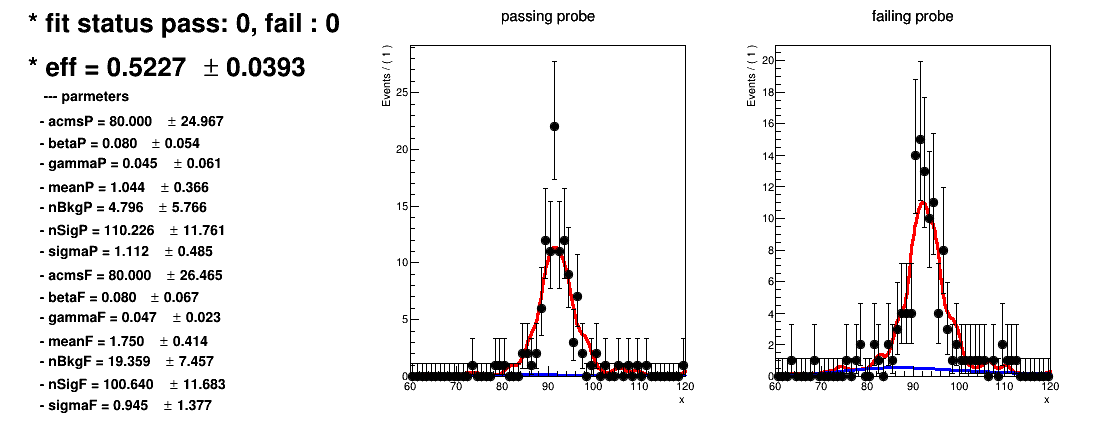 * fit status pass: 0, fail : 0
* eff = 0.5227 ± 0.0393
--- parmeters
- acmsP = 80.000 ± 24.967
- betaP = 0.080 ± 0.054
- gammaP = 0.045 ± 0.061
- meanP = 1.044 ± 0.366
- nBkgP = 4.796 ± 5.766
- nSigP = 110.226 ± 11.761
- sigmaP = 1.112 ± 0.485
- acmsF = 80.000 ± 26.465
- betaF = 0.080 ± 0.067
- gammaF = 0.047 ± 0.023
- meanF = 1.750 ± 0.414
- nBkgF = 19.359 ± 7.457
- nSigF = 100.640 ± 11.683
- sigmaF = 0.945 ± 1.377
passing probe
Events / ( 1 )
25
20
15
10
5
0
60 70 80 90 100 110 120
x
failing probe
Events / ( 1 )
20
18
16
14
12
10
8
6
4
2
0
60 70 80 90 100 110 120
x